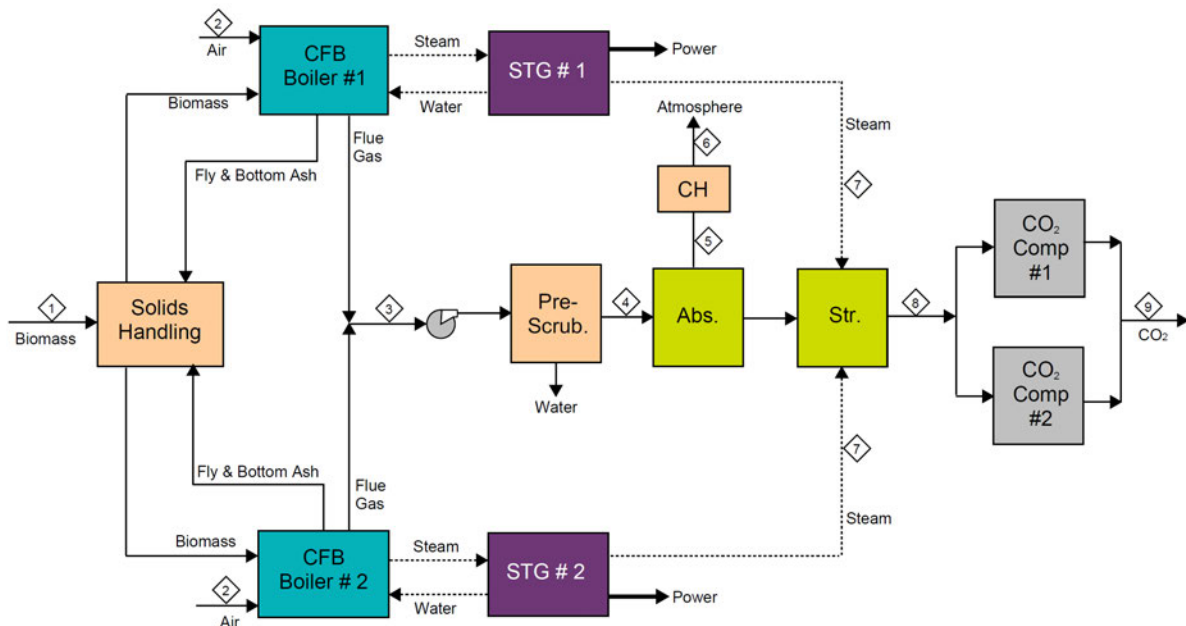 2
Air
CFB
Boiler #1
Steam
Water
STG # 1
Power
Biomass
Flue
Gas
Fly & Bottom Ash
Atmosphere
6
CH
5
Steam
7
1
Biomass
Solids
Handling
3
Pre-
Scrub.
Water
4
Abs.
Str.
8
CO₂
Comp
#1
CO₂
Comp
#2
9
CO₂
7
Steam
Fly & Bottom Ash
Flue
Gas
Biomass
2
Air
CFB
Boiler # 2
Steam
Water
STG # 2
Power